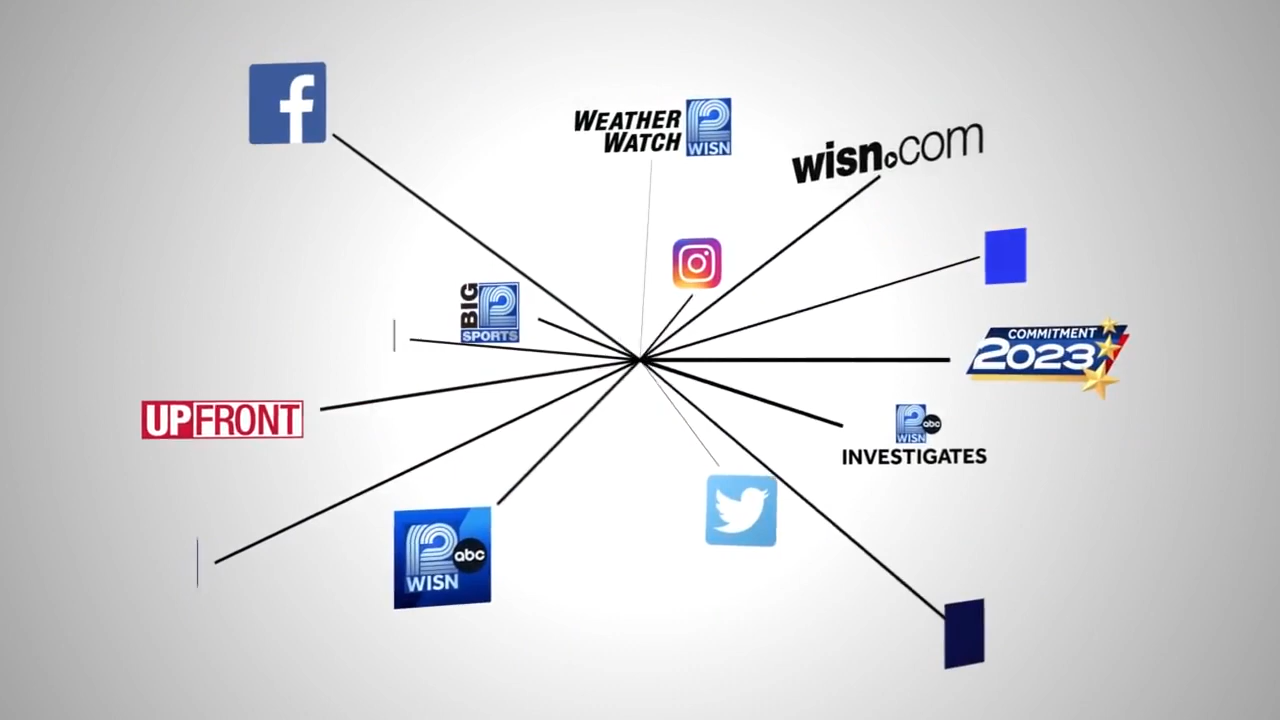 f
WEATHER
WATCH
12
WISN
wisn.com
BIG
12
SPORTS
COMMITMENT
2023
UPFRONT
12
abc
WISN
INVESTIGATES
12
abc
WISN